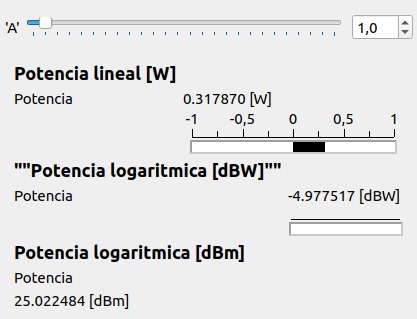 'A' 1,0
Potencia lineal [W]
Potencia 0.317870 [W]
-1 -0,5 0 0,5 1
""Potencia logaritmica [dBW]""
Potencia -4.977517 [dBW]
Potencia logaritmica [dBm]
Potencia
25.022484 [dBm]